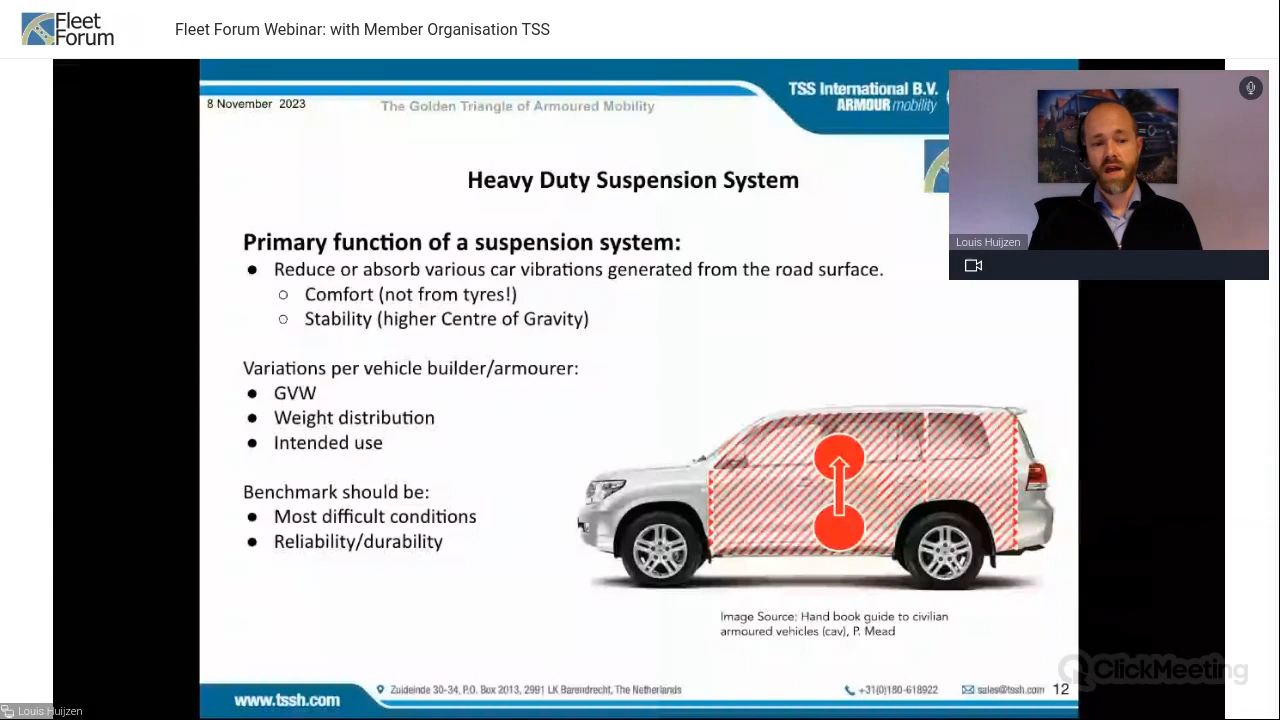 Fleet
Forum
Fleet Forum Webinar: with Member Organisation TSS
8 November 2023
The Golden Triangle of Armoured Mobility
TSS International B.V.
ARMOUR mobility
Heavy Duty Suspension System
Primary function of a suspension system:
● Reduce or absorb various car vibrations generated from the road surface.
○ Comfort (not from tyres!)
○ Stability (higher Centre of Gravity)
Variations per vehicle builder/armourer:
● GVW
● Weight distribution
● Intended use
Benchmark should be:
● Most difficult conditions
● Reliability/durability
Image Source: Hand book guide to civilian
armoured vehicles (cav), P. Mead
Louis Huijzen
ClickMeeting
www.tssh.com
Zuideinde 30-34, P.O. Box 2013, 2991 LK Barendrecht, The Netherlands
+31(0)180-618922
sales@tssh.com
12
Louis Huijzen